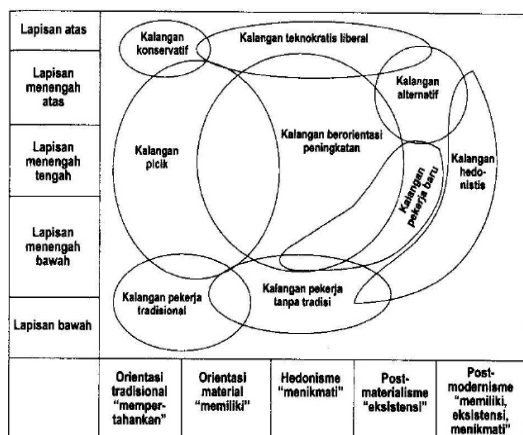 Lapisan atas
Lapisan
menengah
atas
Lapisan
menengah
tengah
Lapisan
menengah
bawah
Lapisan bawah
Kalangan
konservatif
Kalangan teknokratis liberal
Kalangan
alternatif
Kalangan
picik
Kalangan berorientasi
peningkatan
Kalangan
hedo-
nistis
Kalangan
pekerja baru
Kalangan pekerja
tradisional
Kalangan pekerja
tanpa tradisi
Orientasi
tradisional
"memper-
tahankan"
Orientasi
material
"memiliki"
Hedonisme
"menikmati"
Post-
materialisme
"eksistensi"
Post-
modernisme
"memiliki,
eksistensi,
menikmati"